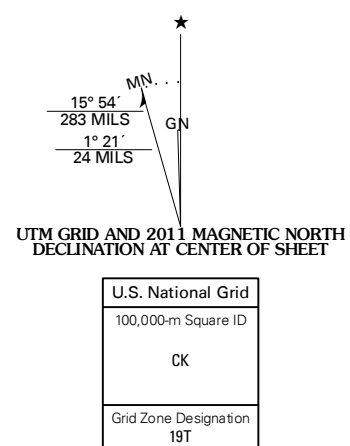 ★
MN
15° 54´
283 MILS
GN
1° 21´
24 MILS
UTM GRID AND 2011 MAGNETIC NORTH
DECLINATION AT CENTER OF SHEET
U.S. National Grid
100,000-m Square ID
CK
Grid Zone Designation
19T